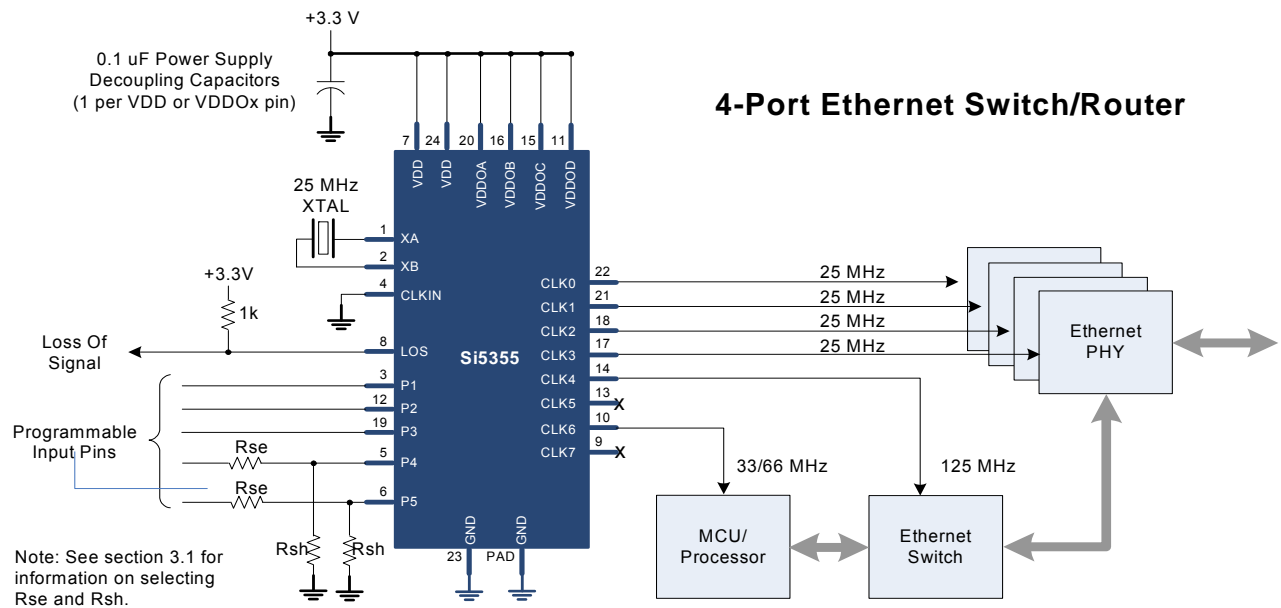 +3.3 V
0.1 uF Power Supply
Decoupling Capacitors
(1 per VDD or VDDOx pin)
4-Port Ethernet Switch/Router
7
24
20
16
15
11
VDD
VDD
VDDOA
VDDOB
VDDOC
VDDOD
25 MHz
XTAL
1
XA
2
XB
4
CLKIN
+3.3V
1k
Loss Of
Signal
8
LOS
Si5355
3
P1
12
P2
19
P3
Programmable
Input Pins
Rse
5
P4
Rse
6
P5
Rsh
Rsh
GND
GND
23
PAD
Note: See section 3.1 for
information on selecting
Rse and Rsh.
CLK0
22
25 MHz
CLK1
21
25 MHz
CLK2
18
25 MHz
CLK3
17
25 MHz
CLK4
14
CLK5
13
X
CLK6
10
CLK7
9
X
Ethernet
PHY
33/66 MHz
125 MHz
MCU/
Processor
Ethernet
Switch